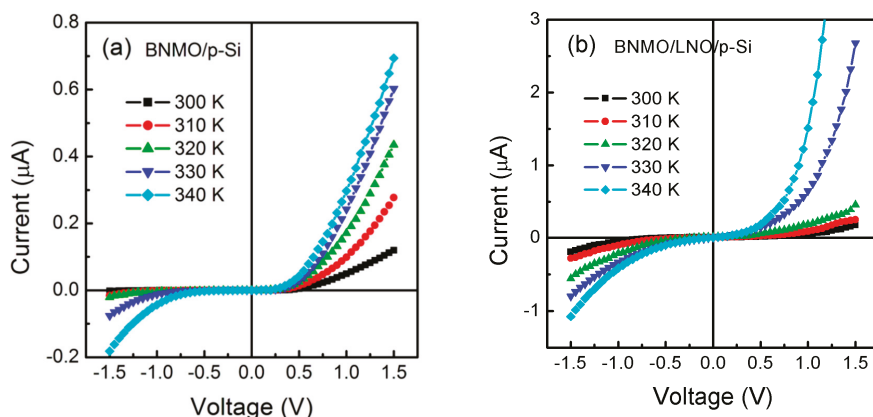 (a) BNMO/p-Si
300 K
310 K
320 K
330 K
340 K
0.8
0.6
0.4
0.2
0.0
-0.2
Current (μA)
-1.5 -1.0 -0.5 0.0 0.5 1.0 1.5
Voltage (V)
(b) BNMO/LNO/p-Si
300 K
310 K
320 K
330 K
340 K
3
2
1
0
-1
Current (μA)
-1.5 -1.0 -0.5 0.0 0.5 1.0 1.5
Voltage (V)